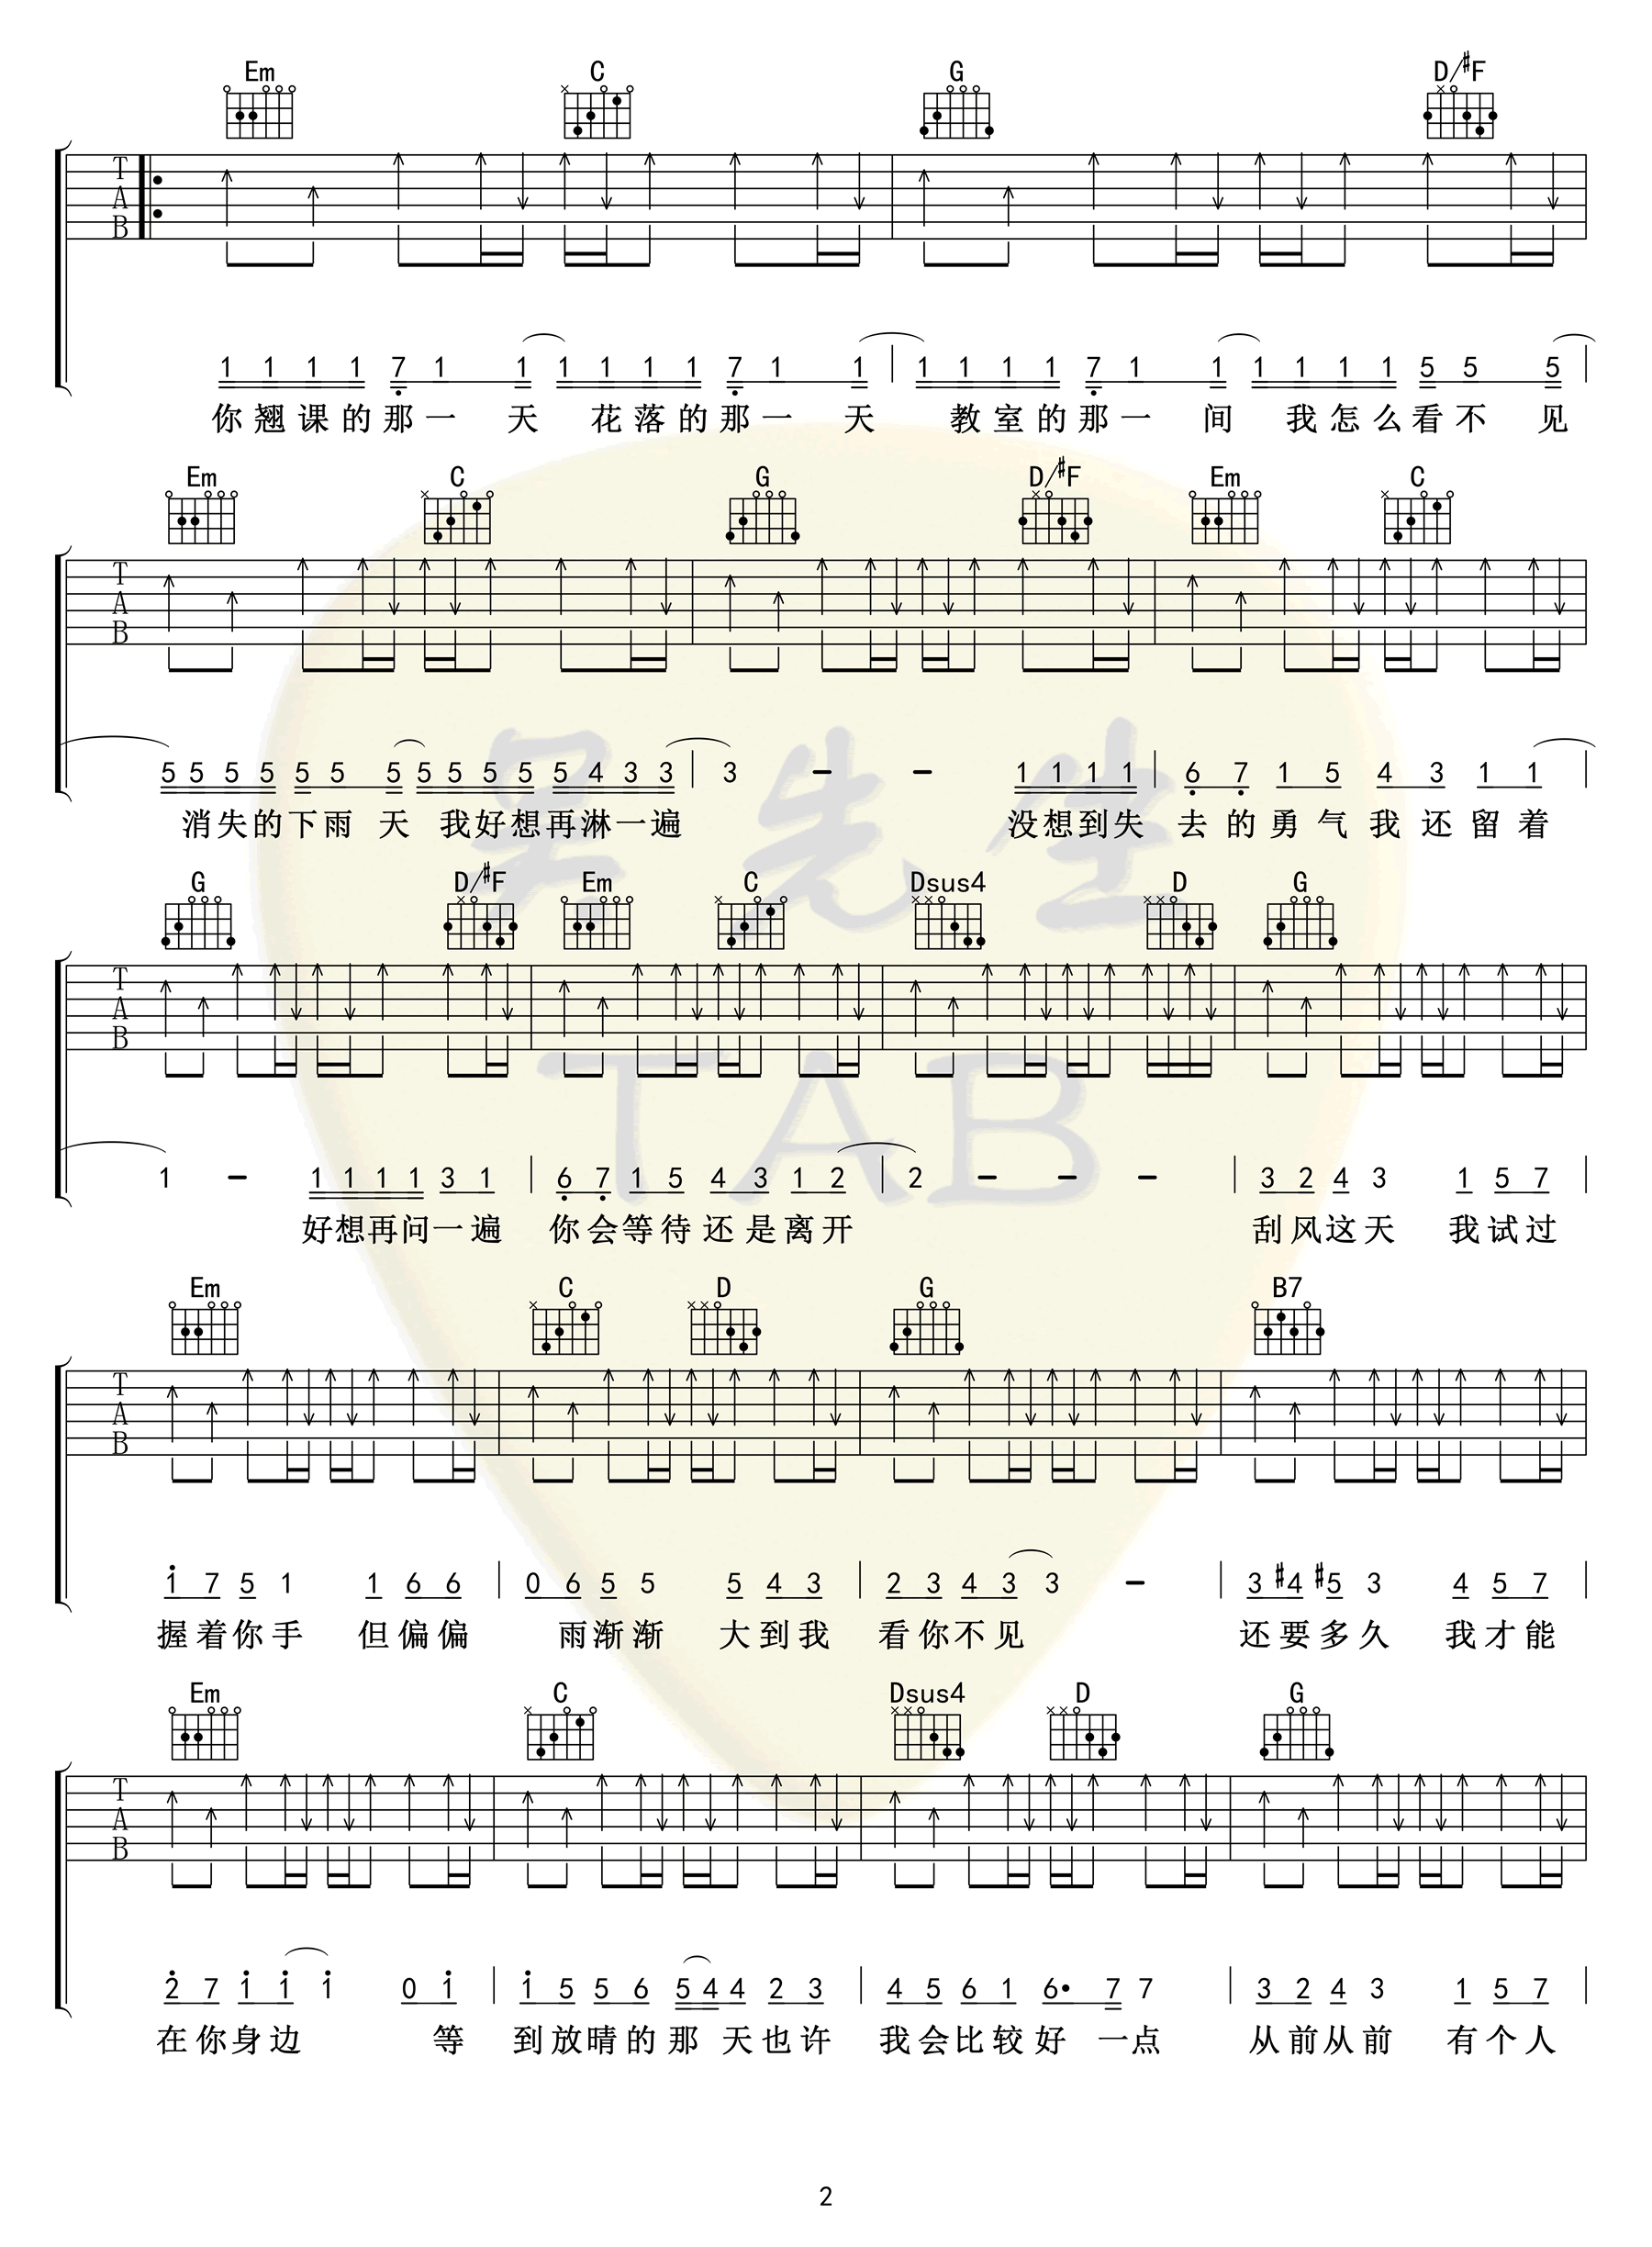 Em C G D/#F
T
A
B
1 1 1 1 7 1 1 1 1 1 1 7 1 1 1 1 1 1 7 1 1 1 1 1 1 5 5 5
你翘课的那一 天 花落的那一 天 教室的那一 间 我怎么看不 见
Em C G D/#F Em C
T
A
B
5 5 5 5 5 5 5 5 5 5 5 5 4 3 3 3 - - 1 1 1 1 6 7 1 5 4 3 1 1
消失的下雨 天 我好想再淋一遍 没想到失 去的勇气我还留着
G D/#F Em C Dsus4 D G
T
A
B
1 - 1 1 1 1 3 1 6 7 1 5 4 3 1 2 2 - - - 3 2 4 3 1 5 7
好想再问一遍 你会等待还是离开 刮风这天 我试过
Em C D G B7
T
A
B
1 7 5 1 1 6 6 0 6 5 5 5 4 3 2 3 4 3 3 - 3 #4 #5 3 4 5 7
握着你手 但偏偏 雨渐渐 大到我 看你不见 还要多久 我才能
Em C Dsus4 D G
T
A
B
2 7 1 1 1 0 1 1 5 5 6 5 4 4 2 3 4 5 6 1 6· 7 7 3 2 4 3 1 5 7
在你身边 等 到放晴的那 天也许 我会比较好 一点 从前从前 有个人
吴先生
TAB
2